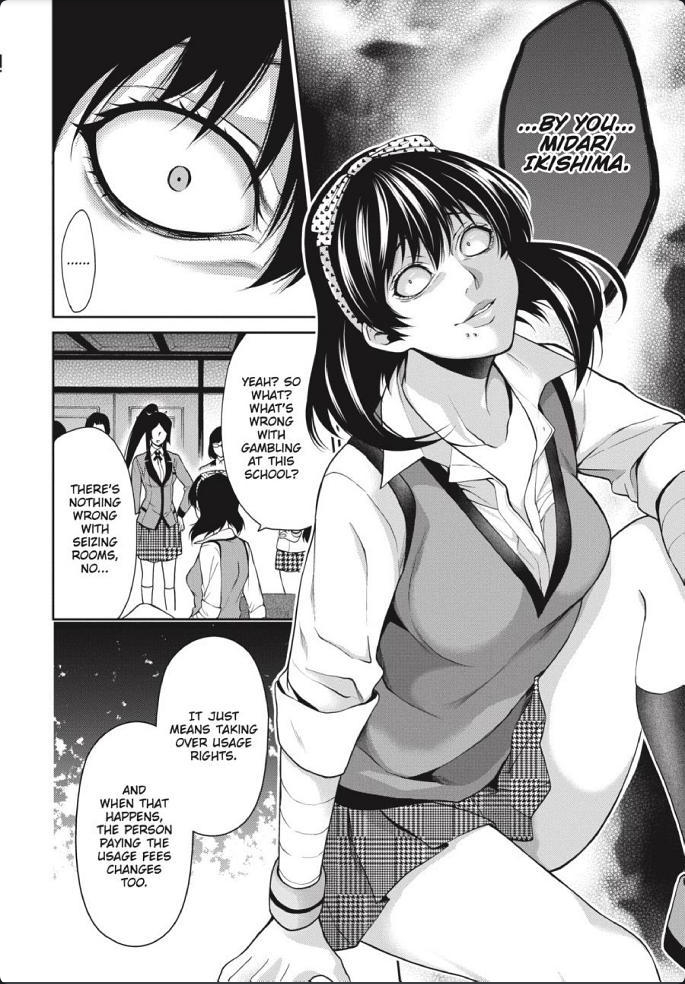 ...BY YOU...
MIDARI
IKISHIMA.
......
YEAH? SO
WHAT?
WHAT'S
WRONG
WITH
GAMBLING
AT THIS
SCHOOL?
THERE'S
NOTHING
WRONG
WITH
SEIZING
ROOMS,
NO...
IT JUST
MEANS TAKING
OVER USAGE
RIGHTS.
AND
WHEN THAT
HAPPENS,
THE PERSON
PAYING THE
USAGE FEES
CHANGES
TOO.